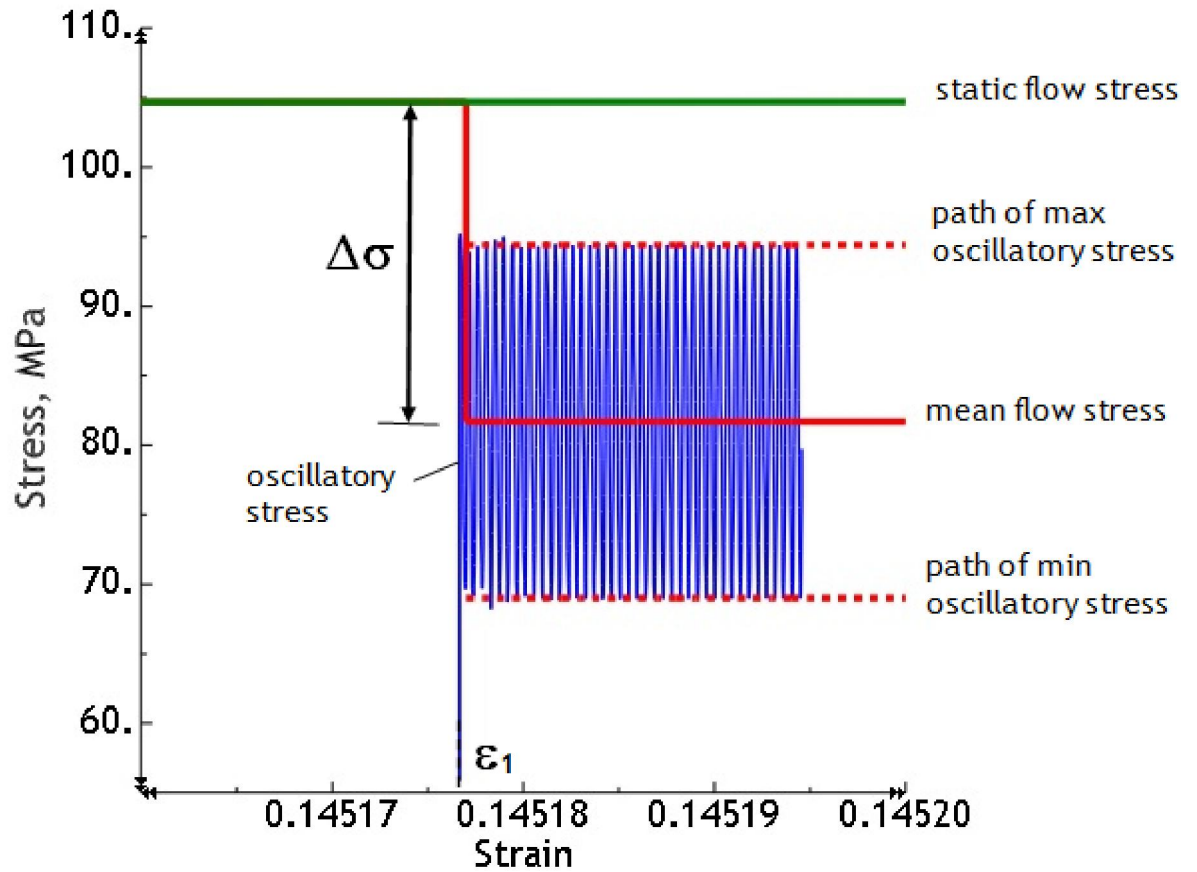 110.
static flow stress
100.
path of max
oscillatory stress
Δσ
90.
Stress, MPa
mean flow stress
80.
oscillatory
stress
70.
path of min
oscillatory stress
60.
ε1
0.14517 0.14518 0.14519 0.14520
Strain